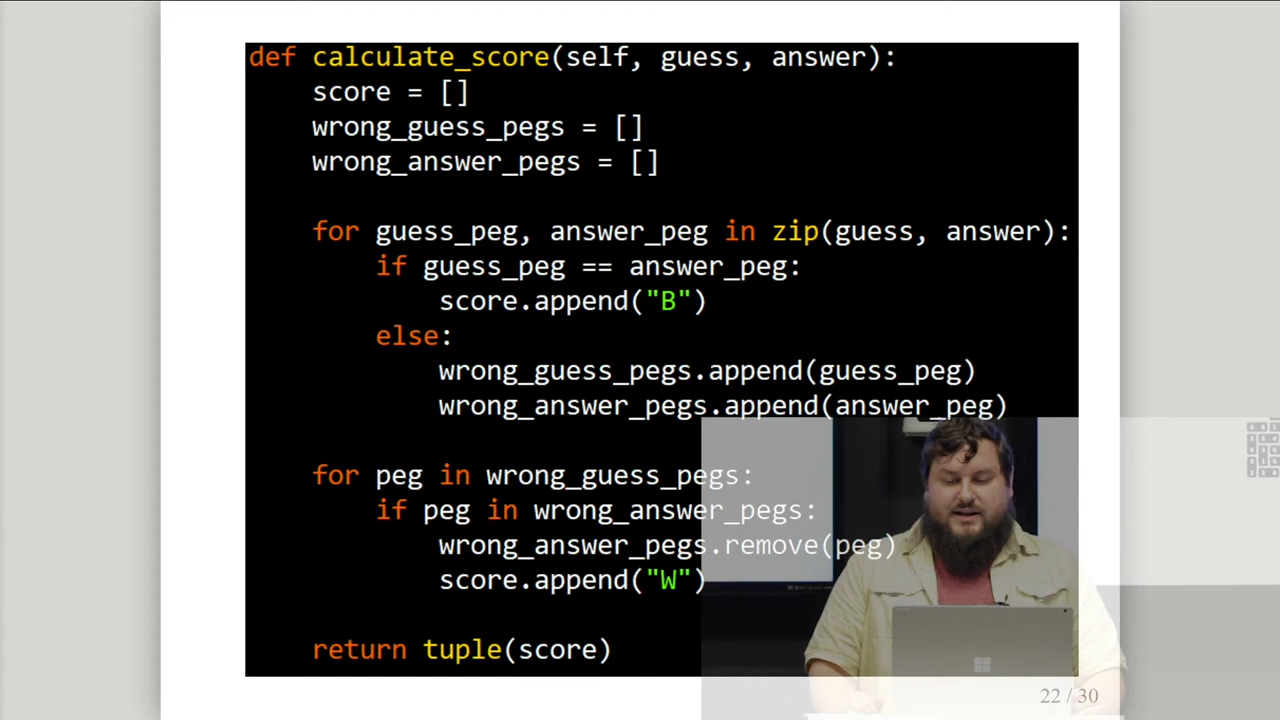 def calculate_score(self, guess, answer):
    score = []
    wrong_guess_pegs = []
    wrong_answer_pegs = []
    for guess_peg, answer_peg in zip(guess, answer):
        if guess_peg == answer_peg:
            score.append("B")
        else:
            wrong_guess_pegs.append(guess_peg)
            wrong_answer_pegs.append(answer_peg)
    for peg in wrong_guess_pegs:
        if peg in wrong_answer_pegs:
            wrong_answer_pegs.remove(peg)
            score.append("W")
    return tuple(score)
22 / 30